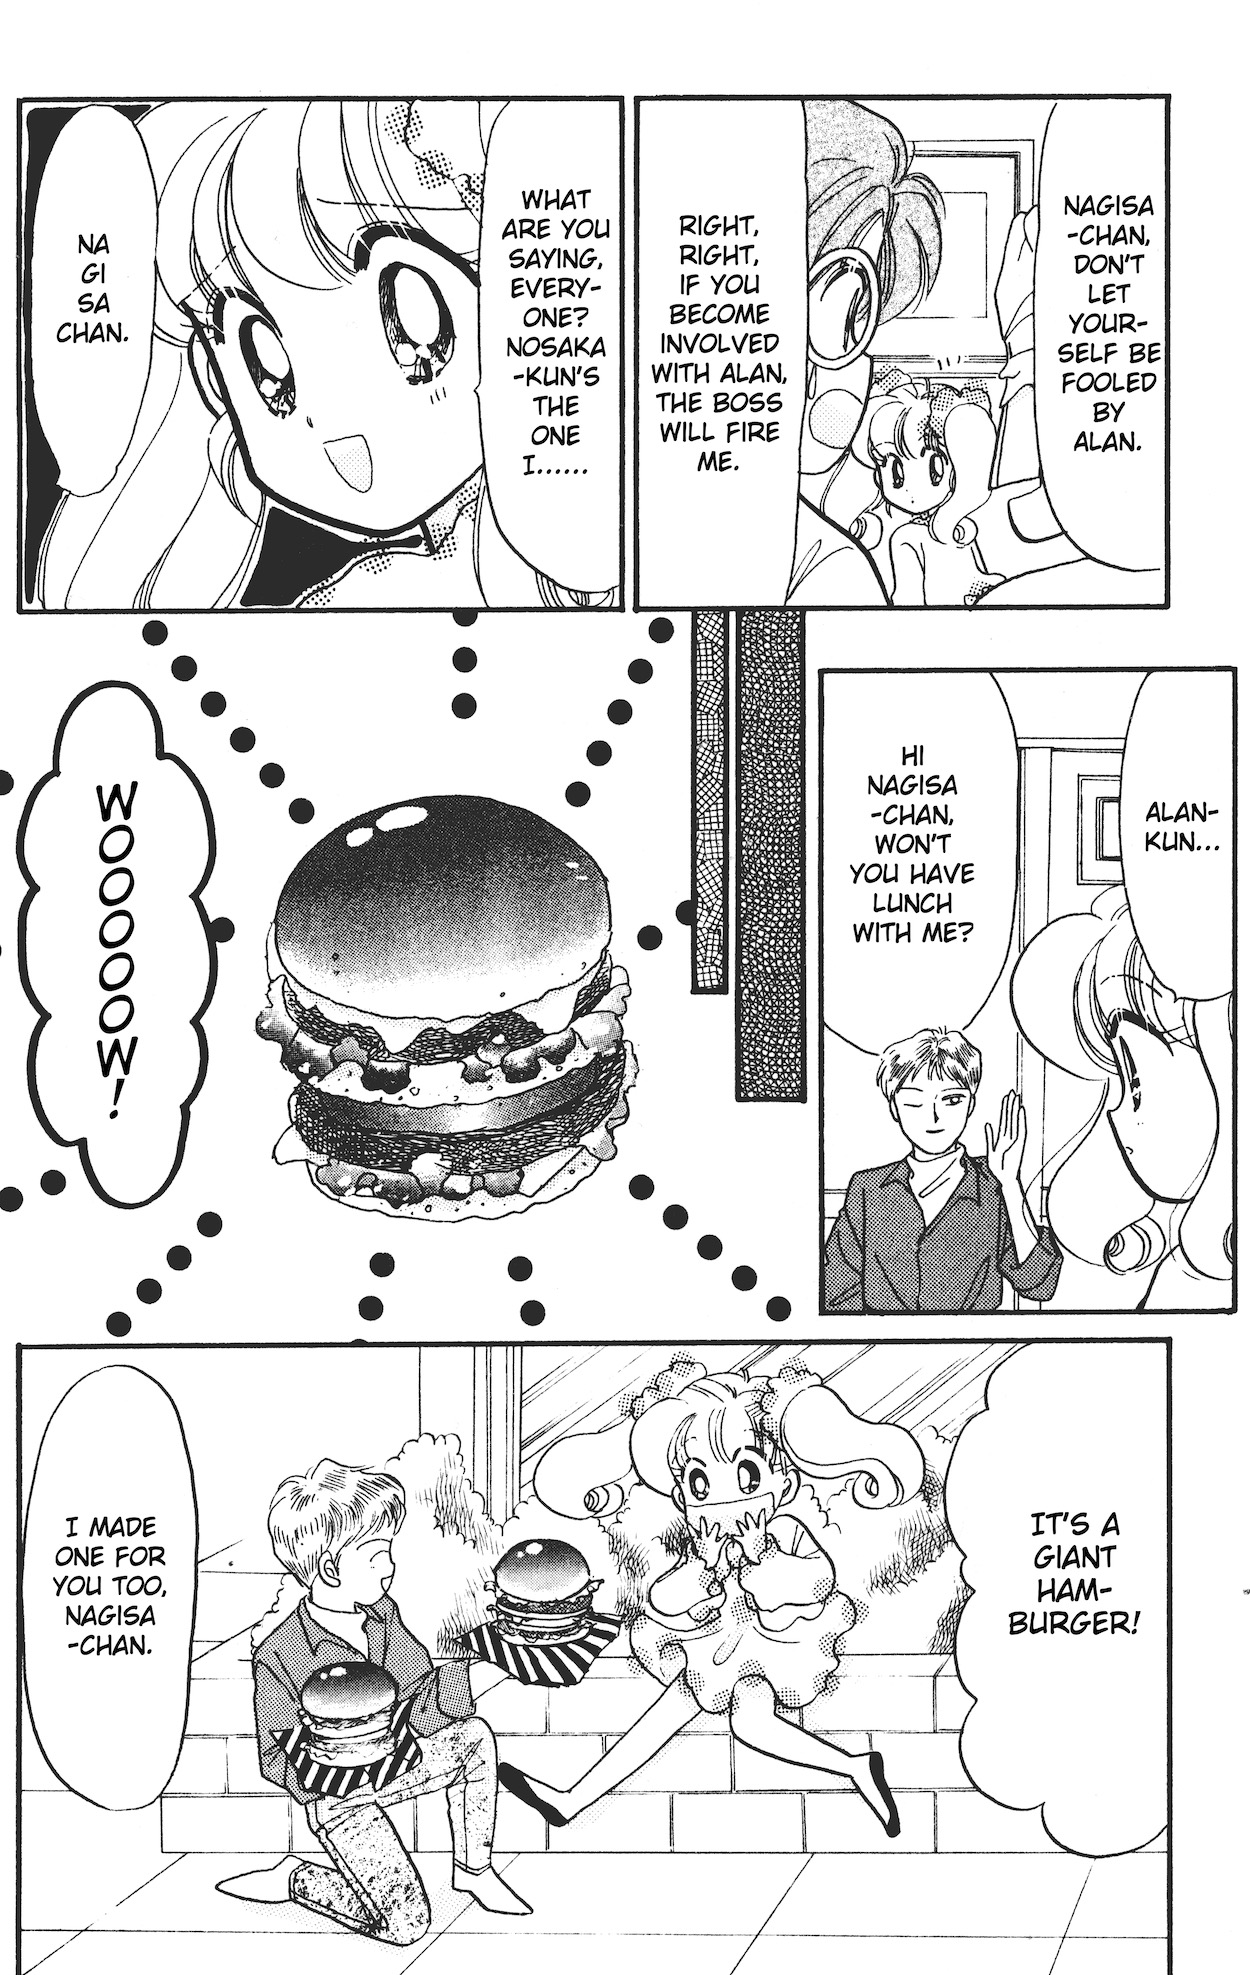 NAGISA
-CHAN,
DON'T
LET
YOUR-
SELF BE
FOOLED
BY
ALAN.
RIGHT,
RIGHT,
IF YOU
BECOME
INVOLVED
WITH ALAN,
THE BOSS
WILL FIRE
ME.
WHAT
ARE YOU
SAYING,
EVERY-
ONE?
NOSAKA
-KUN'S
THE
ONE
I......
NA
GI
SA
CHAN.
ALAN-
KUN...
HI
NAGISA
-CHAN,
WON'T
YOU HAVE
LUNCH
WITH ME?
WOOOOOW!
IT'S A
GIANT
HAM-
BURGER!
I MADE
ONE FOR
YOU TOO,
NAGISA
-CHAN.